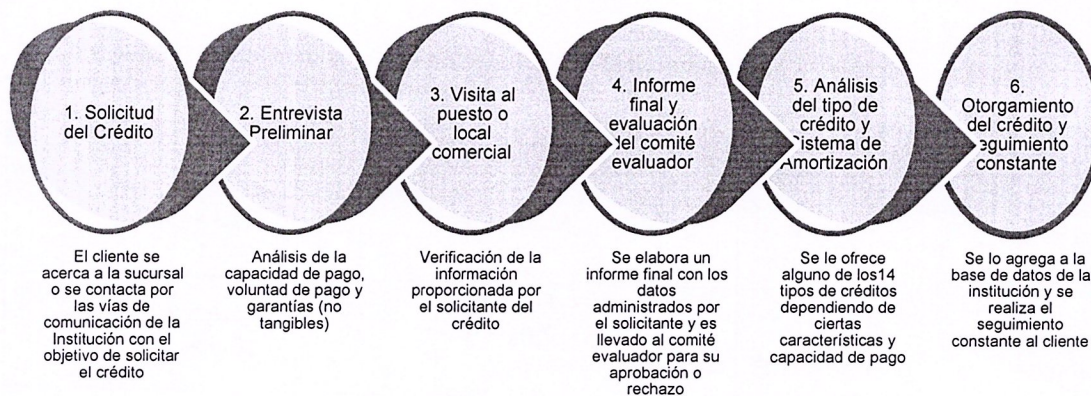 1. Solicitud
del Crédito
2. Entrevista
Preliminar
3. Visita al
puesto o
local
comercial
4. Informe
final y
evaluación
del comité
evaluador
5. Análisis
del tipo de
crédito y
Sistema de
Amortización
6.
Otorgamiento
del crédito y
seguimiento
constante
El cliente se
acerca a la sucursal
o se contacta por
las vías de
comunicación de la
Institución con el
objetivo de solicitar
el crédito
Análisis de la
capacidad de pago,
voluntad de pago y
garantías (no
tangibles)
Verificación de la
información
proporcionada por
el solicitante del
crédito
Se elabora un
informe final con los
datos
administrados por
el solicitante y es
llevado al comité
evaluador para su
aprobación o
rechazo
Se le ofrece
alguno de los14
tipos de créditos
dependiendo de
ciertas
características y
capacidad de pago
Se lo agrega a la
base de datos de la
institución y se
realiza el
seguimiento
constante al cliente